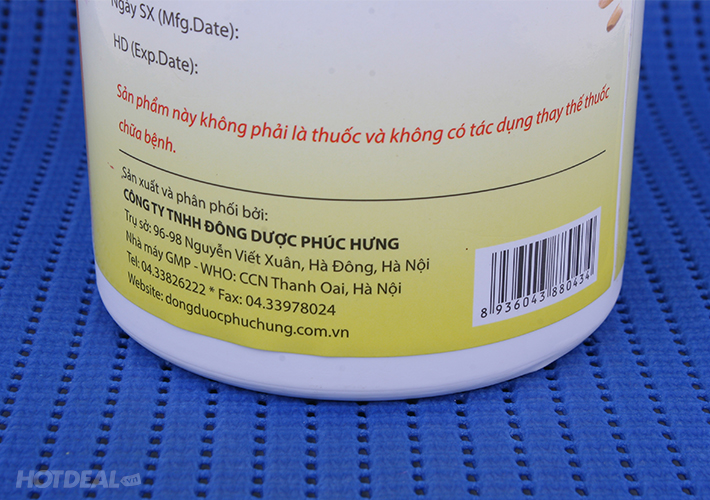 Ngày SX (Mfg.Date):
HD (Exp.Date):
Sản phẩm này không phải là thuốc và không có tác dụng thay thế thuốc
chữa bệnh.
Sản xuất và phân phối bởi:
CÔNG TY TNHH ĐÔNG DƯỢC PHÚC HƯNG
Trụ sở: 96-98 Nguyễn Viết Xuân, Hà Đông, Hà Nội
Nhà máy GMP - WHO: CCN Thanh Oai, Hà Nội
Tel: 04.33826222 * Fax: 04.33978024
Website: dongduocphuchung.com.vn
8 936043 880434
HOTDEAL.vn